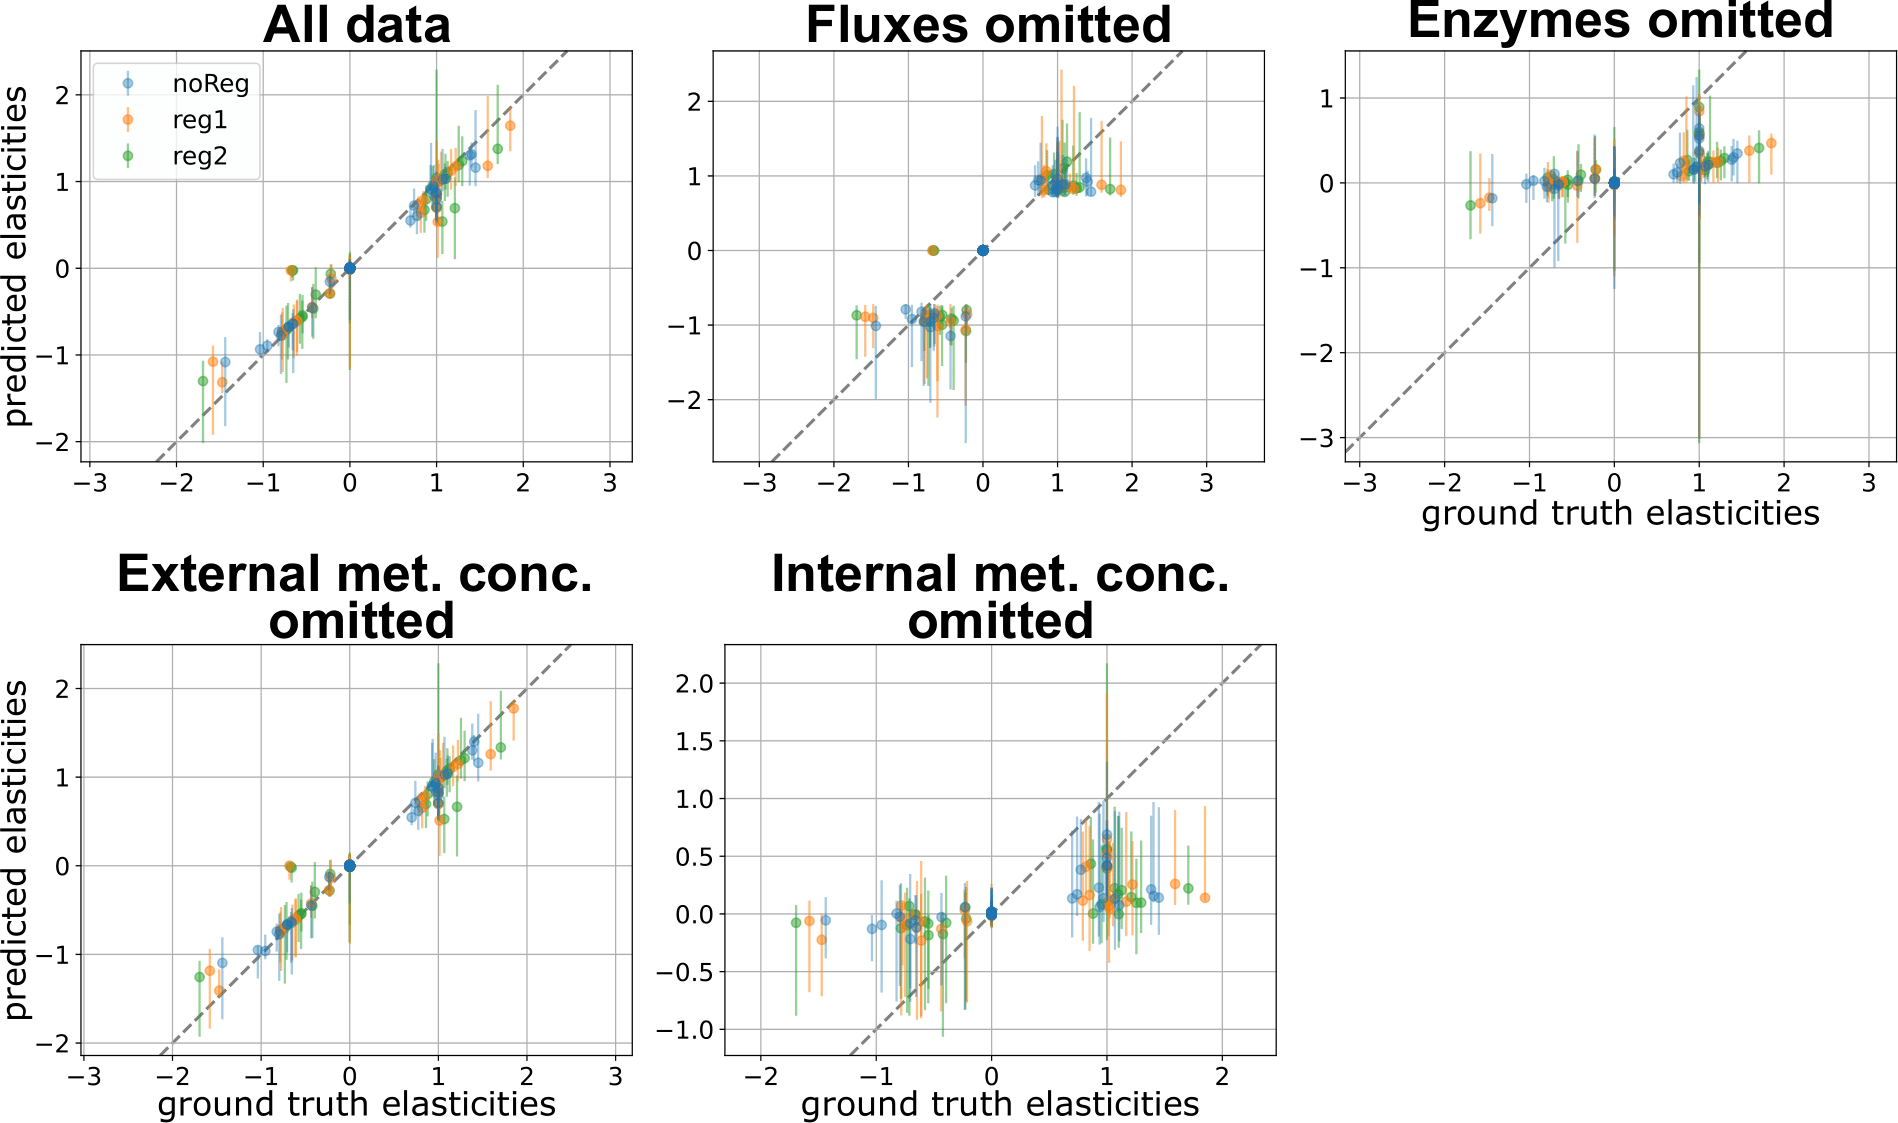 All data
Fluxes omitted
Enzymes omitted
predicted elasticities
2
1
0
−1
−2
noReg
reg1
reg2
−3 −2 −1 0 1 2 3
2
1
0
−1
−2
−3 −2 −1 0 1 2 3
1
0
−1
−2
−3
−3 −2 −1 0 1 2 3
ground truth elasticities
External met. conc.
omitted
Internal met. conc.
omitted
predicted elasticities
2
1
0
−1
−2
−3 −2 −1 0 1 2 3
ground truth elasticities
2.0
1.5
1.0
0.5
0.0
−0.5
−1.0
−2 −1 0 1 2
ground truth elasticities